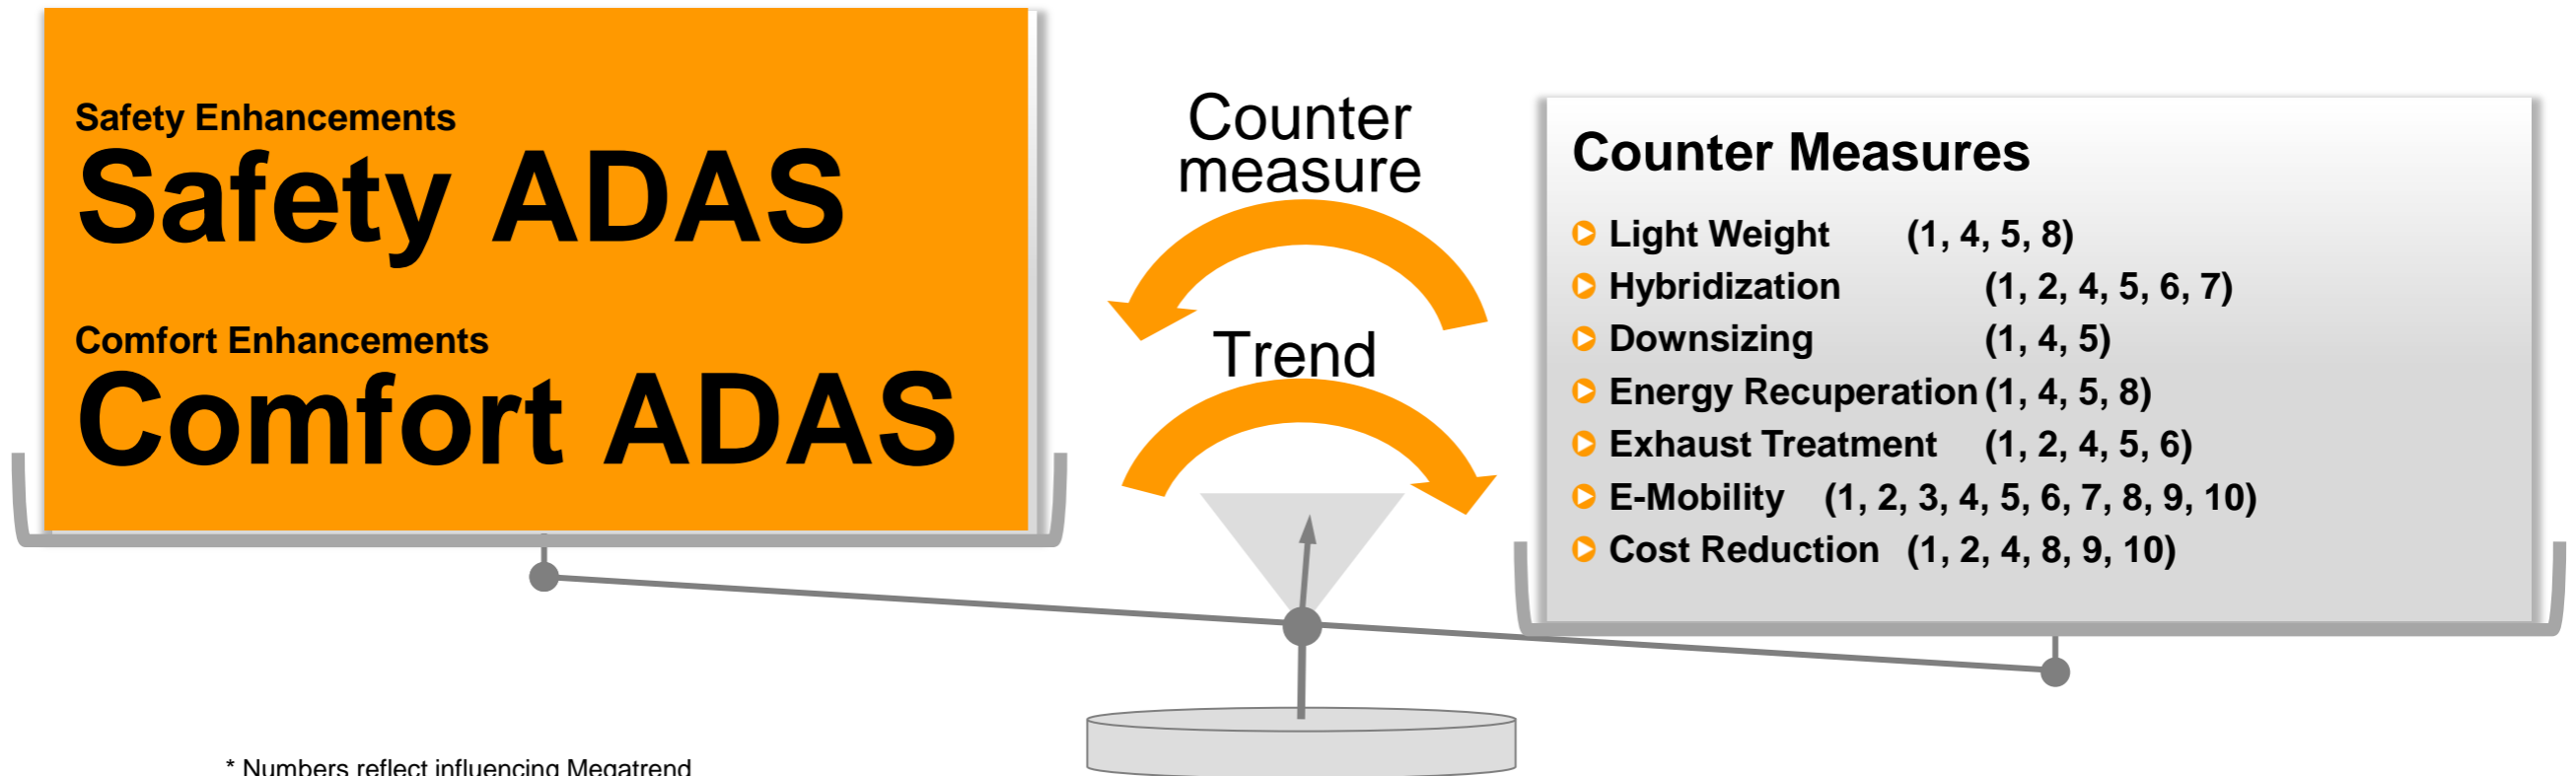 Safety Enhancements
Safety ADAS
Comfort Enhancements
Comfort ADAS
Counter
measure
Trend
Counter Measures
Light Weight (1, 4, 5, 8)
Hybridization (1, 2, 4, 5, 6, 7)
Downsizing (1, 4, 5)
Energy Recuperation (1, 4, 5, 8)
Exhaust Treatment (1, 2, 4, 5, 6)
E-Mobility (1, 2, 3, 4, 5, 6, 7, 8, 9, 10)
Cost Reduction (1, 2, 4, 8, 9, 10)
* Numbers reflect influencing Megatrend